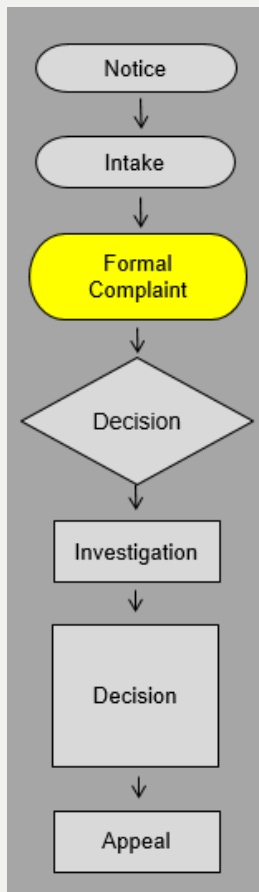 Notice
Intake
Formal
Complaint
Decision
Investigation
Decision
Appeal